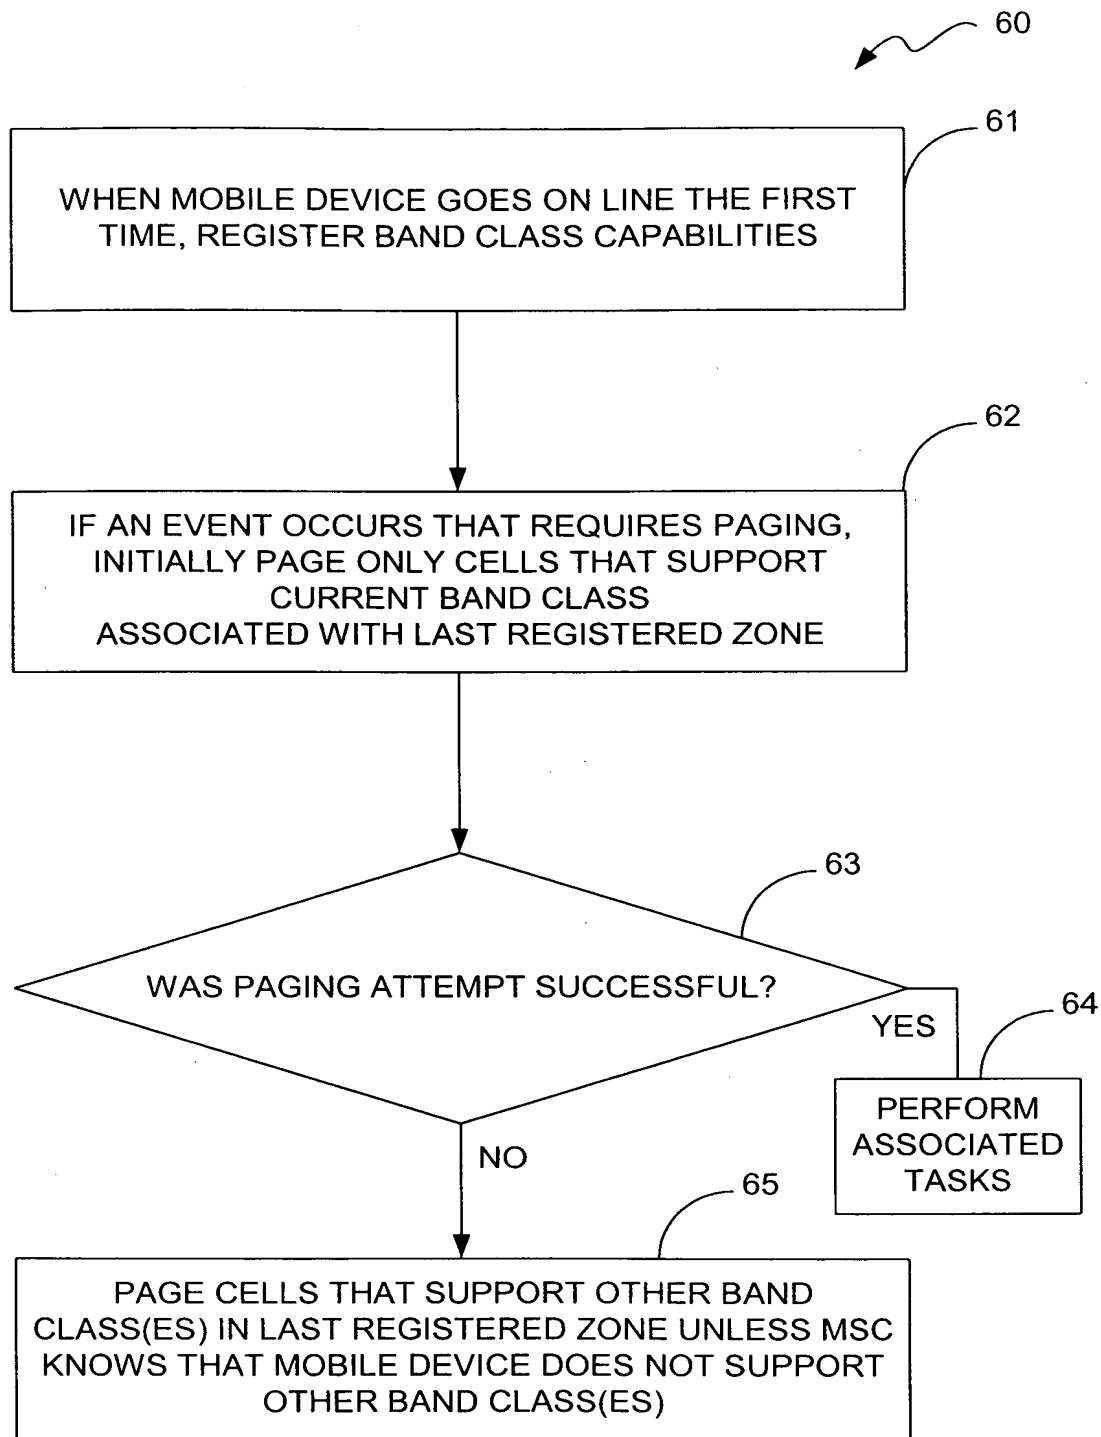 60
61
WHEN MOBILE DEVICE GOES ON LINE THE FIRST
TIME, REGISTER BAND CLASS CAPABILITIES
62
IF AN EVENT OCCURS THAT REQUIRES PAGING,
INITIALLY PAGE ONLY CELLS THAT SUPPORT
CURRENT BAND CLASS
ASSOCIATED WITH LAST REGISTERED ZONE
63
WAS PAGING ATTEMPT SUCCESSFUL?
YES
64
PERFORM
ASSOCIATED
TASKS
NO
65
PAGE CELLS THAT SUPPORT OTHER BAND
CLASS(ES) IN LAST REGISTERED ZONE UNLESS MSC
KNOWS THAT MOBILE DEVICE DOES NOT SUPPORT
OTHER BAND CLASS(ES)